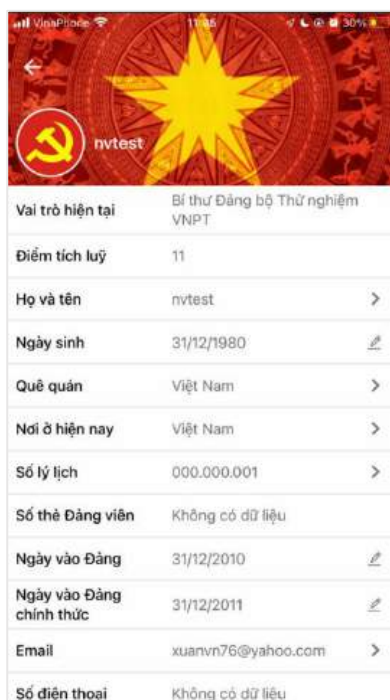 VinaPhone 11:35 30%
nvtest
Vai trò hiện tại Bí thư Đảng bộ Thử nghiệm
VNPT
Điểm tích luỹ 11
Họ và tên nvtest
Ngày sinh 31/12/1980
Quê quán Việt Nam
Nơi ở hiện nay Việt Nam
Số lý lịch 000.000.001
Số thẻ Đảng viên Không có dữ liệu
Ngày vào Đảng 31/12/2010
Ngày vào Đảng
chính thức 31/12/2011
Email xuanvn76@yahoo.com
Số điện thoại Không có dữ liệu